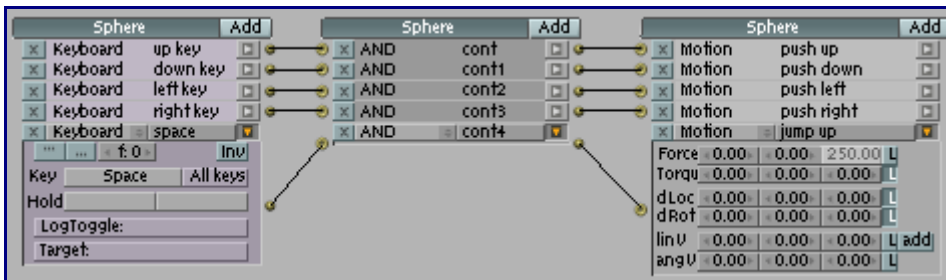 Sphere Add Sphere Add Sphere Add
Keyboard up key AND cont Motion push up
Keyboard down key AND cont1 Motion push down
Keyboard left key AND cont2 Motion push left
Keyboard right key AND cont3 Motion push right
Keyboard space AND cont4 Motion jump up
f: 0 Inv
Key Space All keys
Hold
LogToggle:
Target:
Force 0.00 0.00 250.00 L
Torqu 0.00 0.00 0.00 L
dLoc 0.00 0.00 0.00 L
dRot 0.00 0.00 0.00 L
linV 0.00 0.00 0.00 L add
angV 0.00 0.00 0.00 L